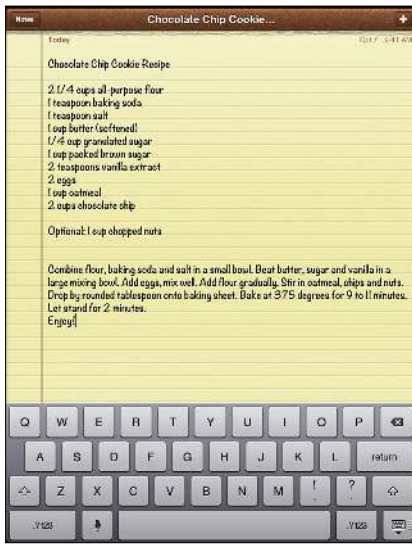 Notes
Chocolate Chip Cookie...
+
Today
Chocolate Chip Cookie Recipe
2 1/4 cups all-purpose flour
1 teaspoon baking soda
1 teaspoon salt
1 cup butter (softened)
1/4 cup granulated sugar
1 cup packed brown sugar
2 teaspoons vanilla extract
2 eggs
1 cup oatmeal
2 cups chocolate chip
Optional: 1 cup chopped nuts
Combine flour, baking soda and salt in a small bowl. Beat butter, sugar and vanilla in a
large mixing bowl. Add eggs, mix well. Add flour gradually. Stir in oatmeal, chips and nuts.
Drop by rounded tablespoon onto baking sheet. Bake at 375 degrees for 9 to 11 minutes.
Let stand for 2 minutes.
Enjoy!
Q W E R T Y U I O P
A S D F G H J K L return
Z X C V B N M ! , ? .
.?123 .?123